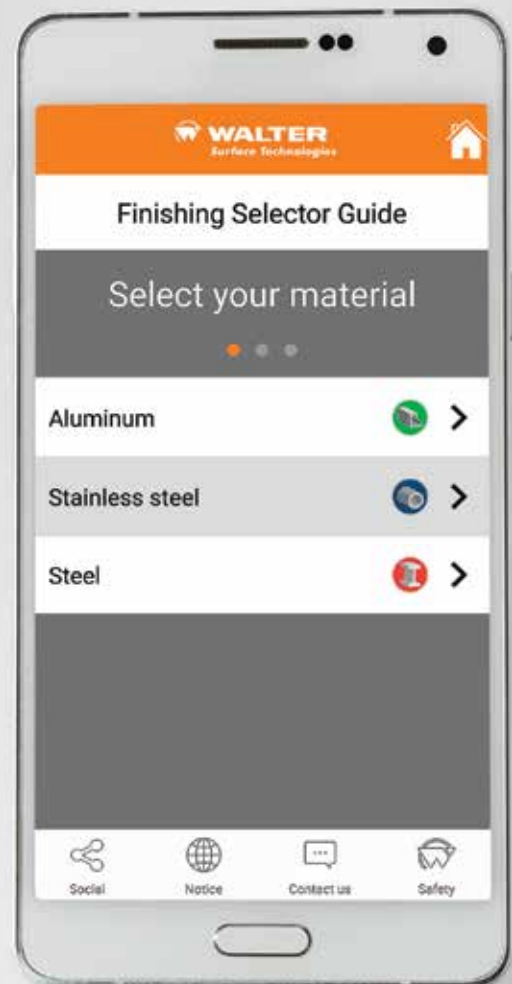 WALTER
Surface Technologies
Finishing Selector Guide
Select your material
Aluminum
Stainless steel
Steel
Social
Notice
Contact us
Safety